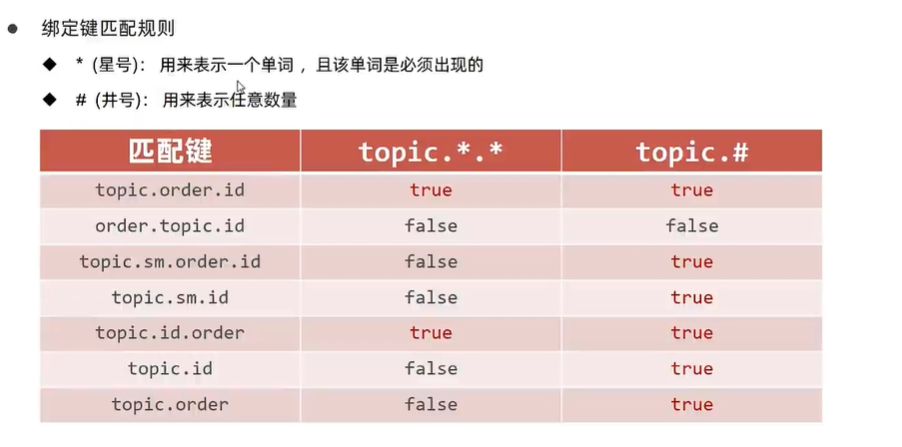 绑定键匹配规则
* (星号): 用来表示一个单词 , 且该单词是必须出现的
# (井号): 用来表示任意数量
匹配键 topic.*.* topic.#
topic.order.id true true
order.topic.id false false
topic.sm.order.id false true
topic.sm.id false true
topic.id.order true true
topic.id false true
topic.order false true